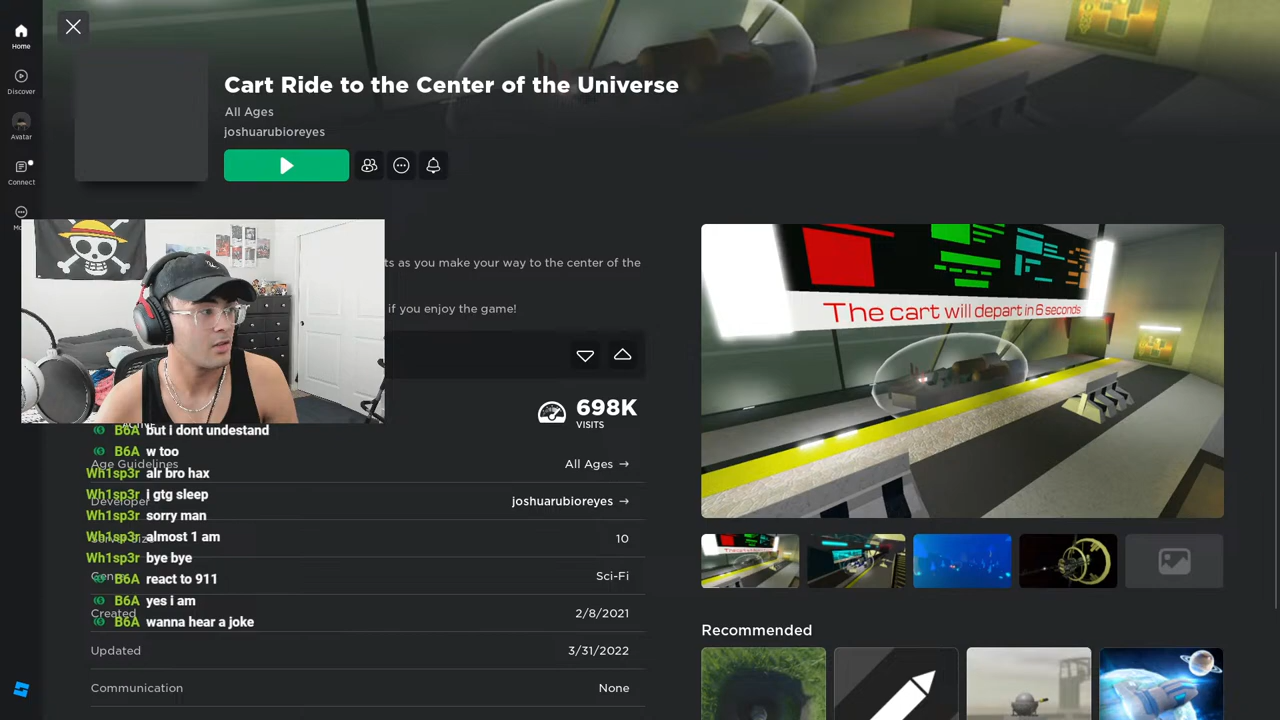 Home
Discover
Avatar
Connect
Cart Ride to the Center of the Universe
All Ages
joshuarubioreyes
ts as you make your way to the center of the
if you enjoy the game!
698K
VISITS
B6A but i dont undestand
B6A w too
Age Guidelines
All Ages →
Wh1sp3r alr bro hax
Wh1sp3r i gtg sleep
Developer
joshuarubioreyes →
Wh1sp3r sorry man
Wh1sp3r almost 1 am
10
Wh1sp3r bye bye
B6A react to 911
Sci-Fi
B6A yes i am
Created
2/8/2021
B6A wanna hear a joke
Updated
3/31/2022
Communication
None
The cart will depart in 6 seconds
Recommended